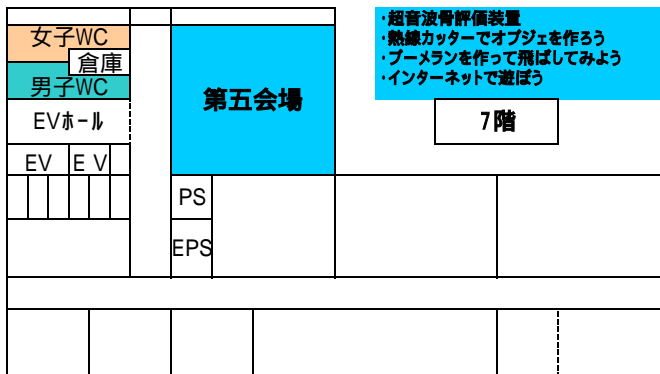 女子WC
倉庫
男子WC
EVホール
EV
EV
第五会場
PS
EPS
・超音波骨評価装置
・熱線カッターでオブジェを作ろう
・ブーメランを作って飛ばしてみよう
・インターネットで遊ぼう
7階